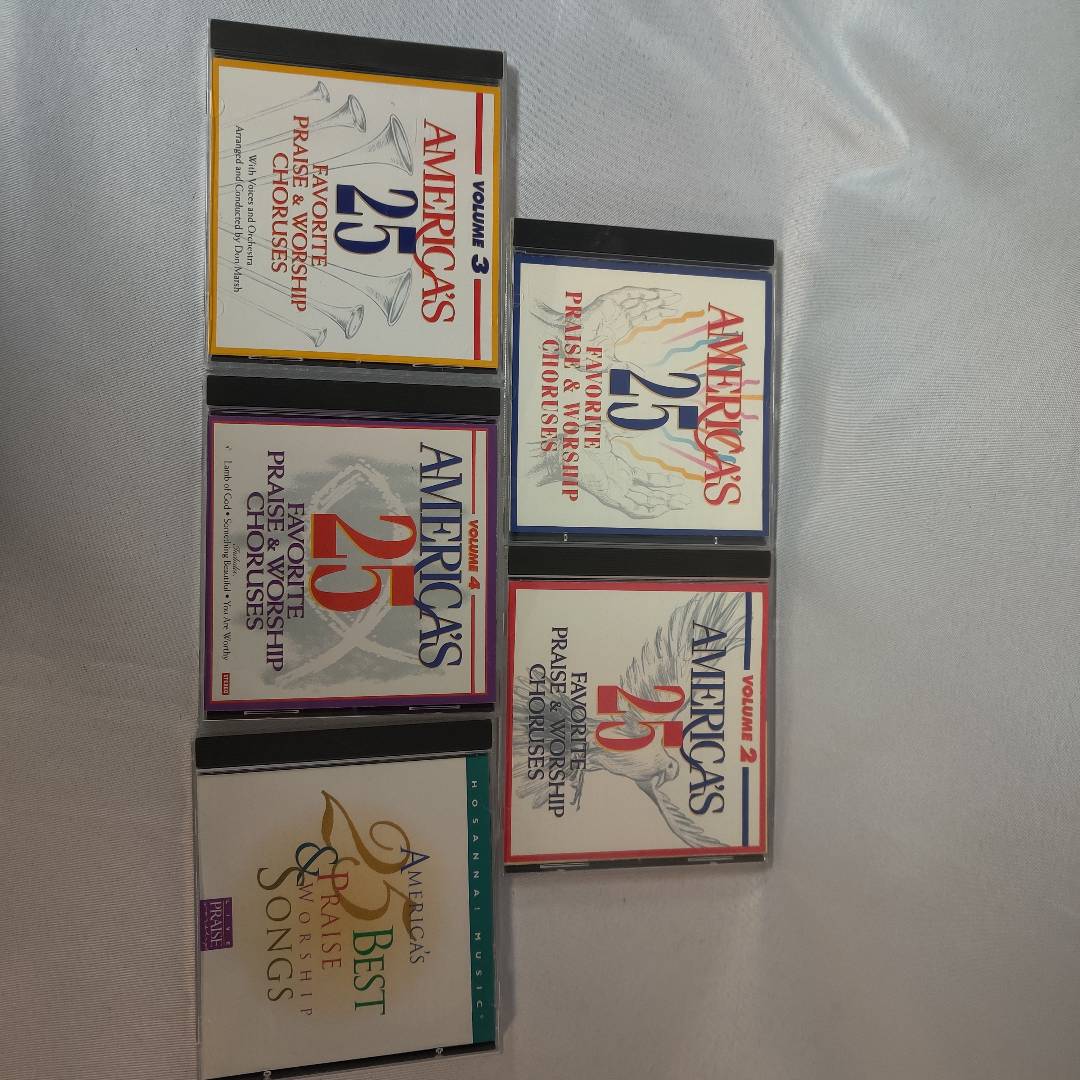 AMERICA'S
25
FAVORITE
PRAISE & WORSHIP
CHORUSES
VOLUME 2
AMERICA'S
25
FAVORITE
PRAISE & WORSHIP
CHORUSES
VOLUME 3
AMERICA'S
25
FAVORITE
PRAISE & WORSHIP
CHORUSES
With Voices and Orchestra
Arranged and Conducted by Don Marsh
VOLUME 4
AMERICA'S
25
FAVORITE
PRAISE & WORSHIP
CHORUSES
Includes
Lamb of God • Something Beautiful • You Are Worthy
STEREO
HOSANNA! MUSIC
AMERICA'S
25 BEST
PRAISE
& WORSHIP
SONGS
LIVE
PRAISE